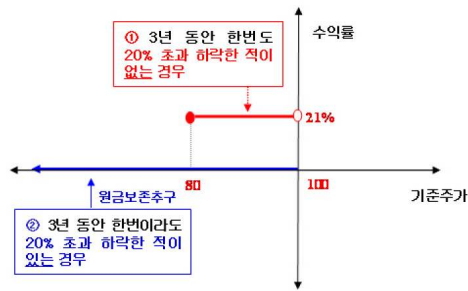 수익률
① 3년 동안 한번도
20% 초과 하락한 적이
없는 경우
21%
80
100
원금보존추구
기준주가
② 3년 동안 한번이라도
20% 초과 하락한 적이
있는 경우